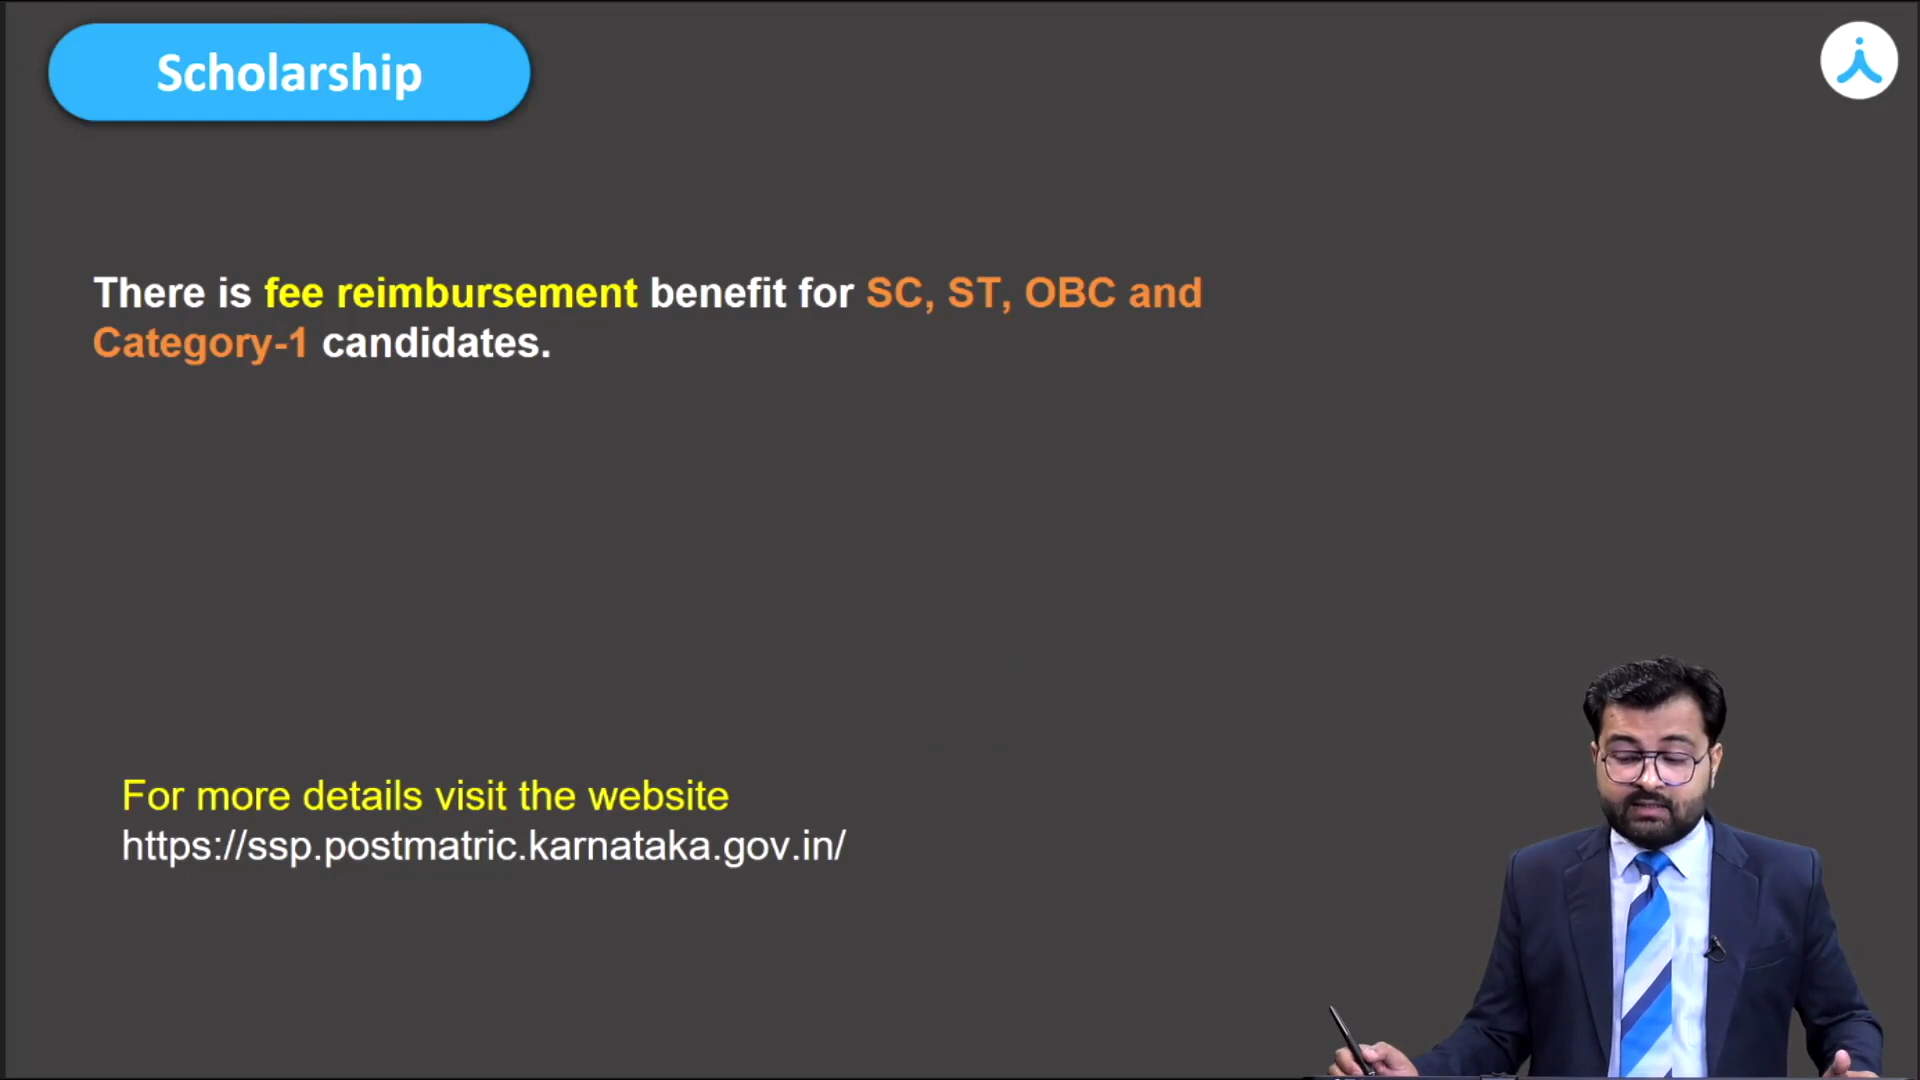 Scholarship
There is fee reimbursement benefit for SC, ST, OBC and
Category-1 candidates.
For more details visit the website
https://ssp.postmatric.karnataka.gov.in/